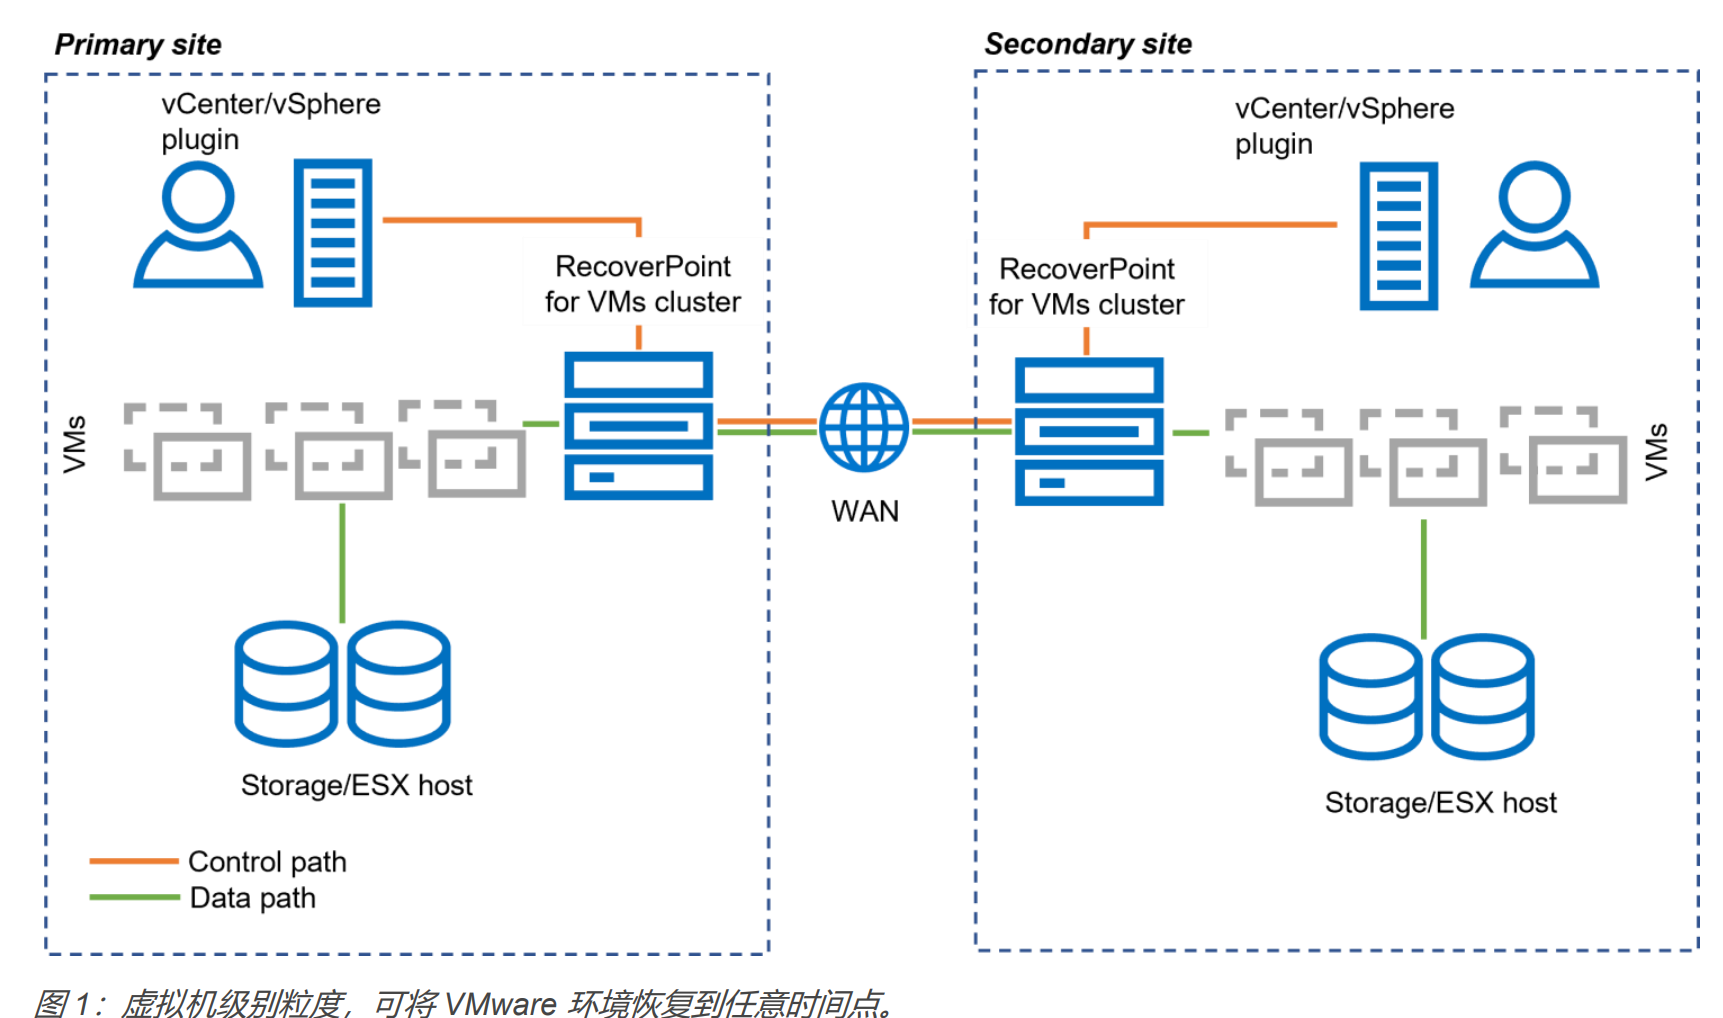 Primary site
Secondary site
vCenter/vSphere
plugin
vCenter/vSphere
plugin
RecoverPoint
for VMs cluster
RecoverPoint
for VMs cluster
VMs
WAN
VMs
Storage/ESX host
Storage/ESX host
Control path
Data path
图 1：虚拟机级别粒度，可将 VMware 环境恢复到任意时间点。